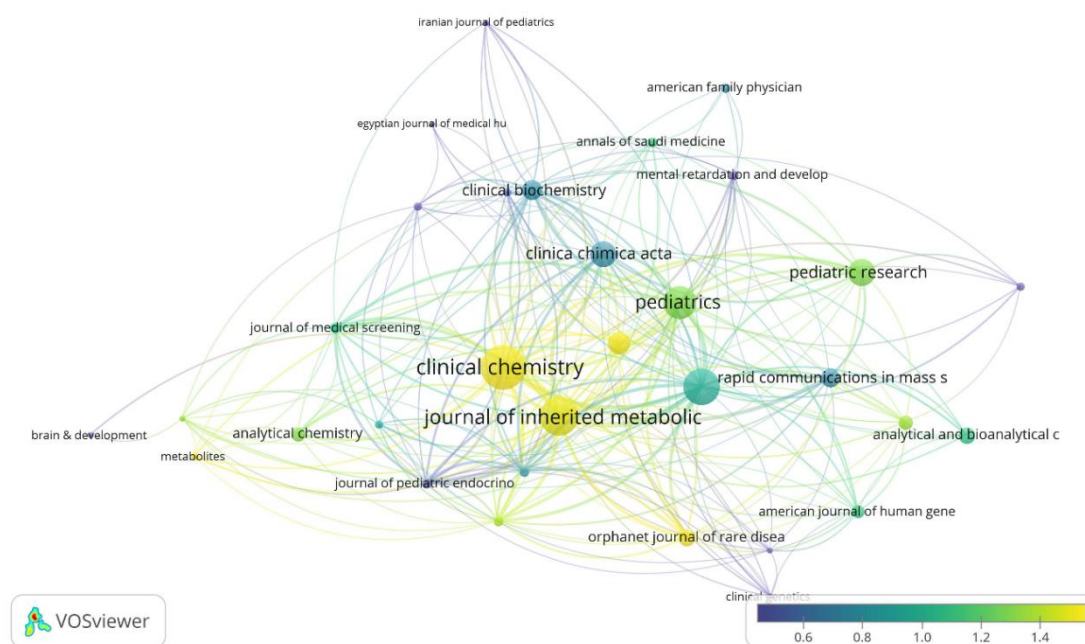 iranian journal of pediatrics
american family physician
egyptian journal of medical hu
annals of saudi medicine
mental retardation and develop
clinical biochemistry
clinica chimica acta
pediatric research
pediatrics
journal of medical screening
clinical chemistry
rapid communications in mass s
journal of inherited metabolic
brain & development
analytical chemistry
analytical and bioanalytical c
metabolites
journal of pediatric endocrino
american journal of human gene
orphanet journal of rare disea
clinical genetics
VOSviewer
0.6 0.8 1.0 1.2 1.4